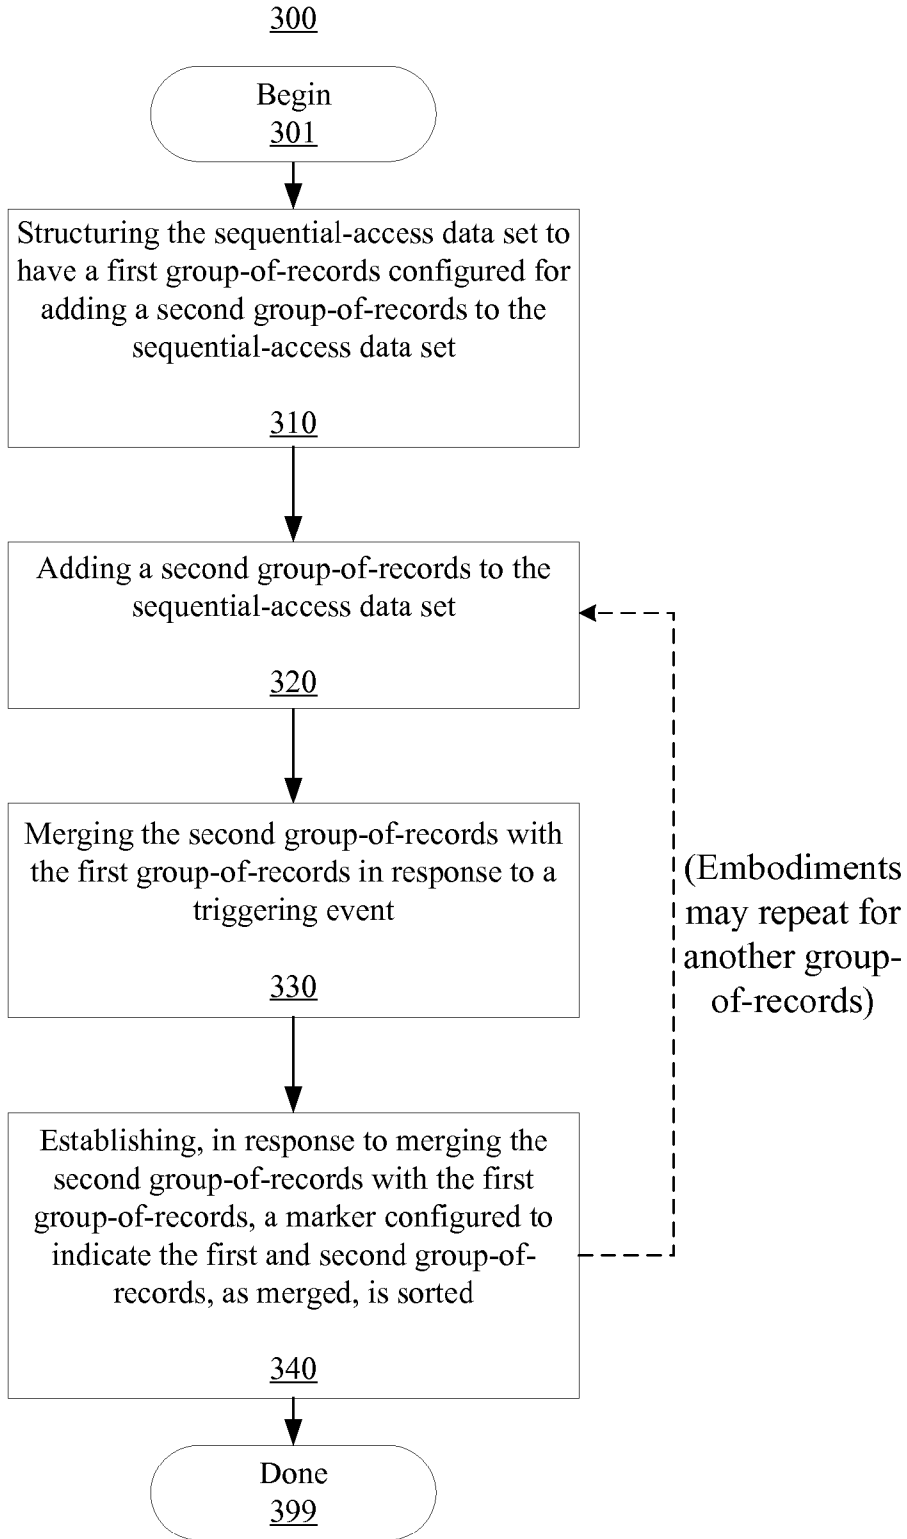 300
Begin
301
Structuring the sequential-access data set to
have a first group-of-records configured for
adding a second group-of-records to the
sequential-access data set
310
Adding a second group-of-records to the
sequential-access data set
320
Merging the second group-of-records with
the first group-of-records in response to a
triggering event
330
(Embodiments
may repeat for
another group-
of-records)
Establishing, in response to merging the
second group-of-records with the first
group-of-records, a marker configured to
indicate the first and second group-of-
records, as merged, is sorted
340
Done
399